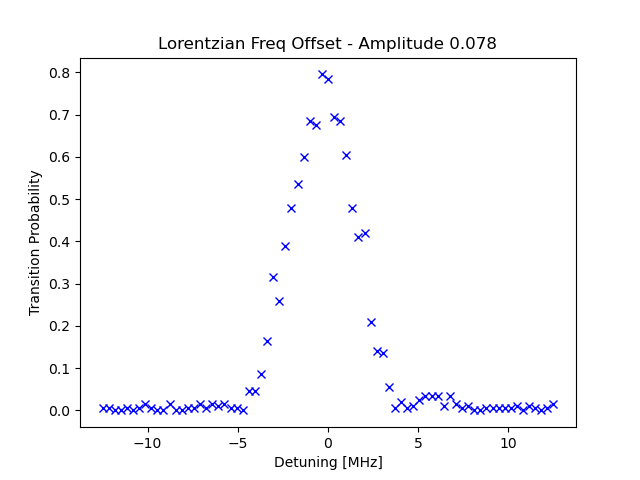 Lorentzian Freq Offset - Amplitude 0.078
Transition Probability
0.8
0.7
0.6
0.5
0.4
0.3
0.2
0.1
0.0
−10 −5 0 5 10
Detuning [MHz]